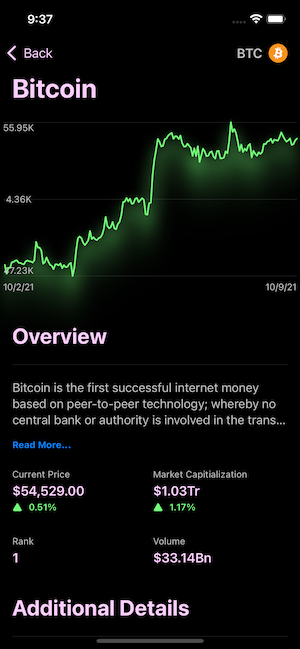 9:37
Back
BTC
Bitcoin
55.95K
4.36K
47.23K
10/2/21
10/9/21
Overview
Bitcoin is the first successful internet money
based on peer-to-peer technology; whereby no
central bank or authority is involved in the trans...
Read More...
Current Price
Market Capitialization
$54,529.00
$1.03Tr
0.51%
1.17%
Rank
Volume
1
$33.14Bn
Additional Details